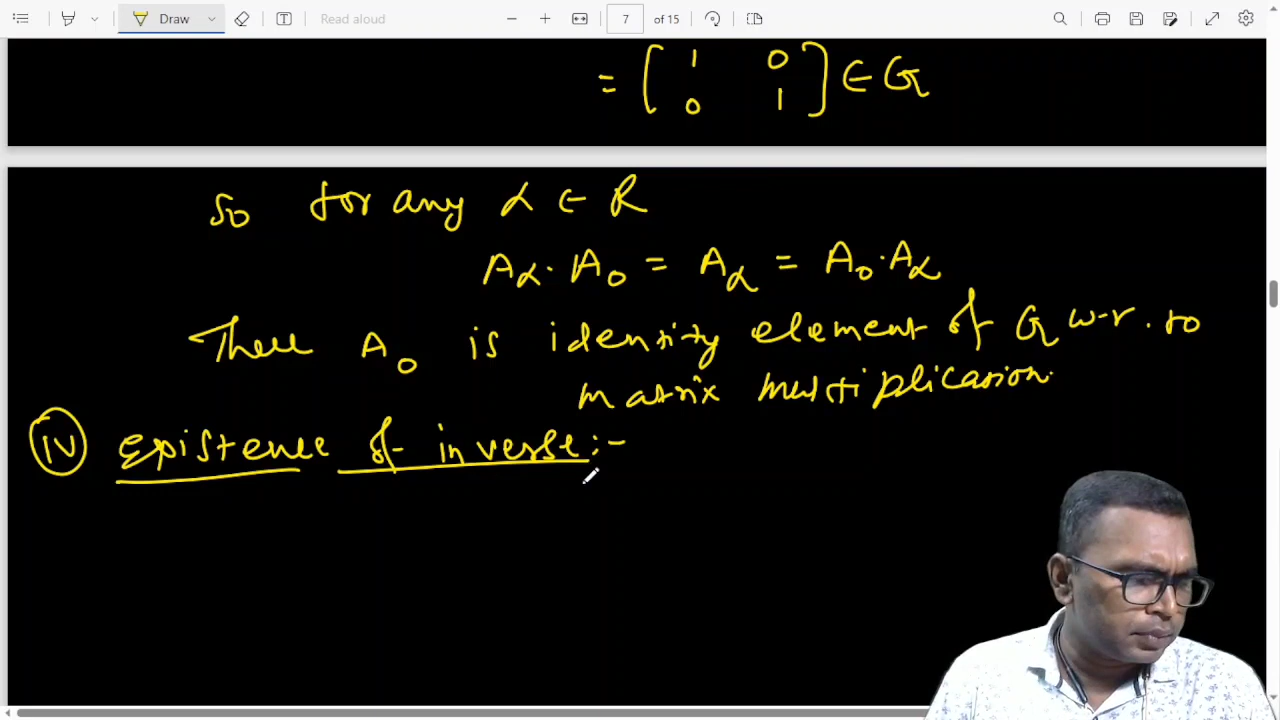 Draw
Read aloud
7 of 15
= [ 1 0
0 1 ] ∈ G
So for any α ∈ R
Aα . A0 = Aα = A0 . Aα
A0 is identity element of G w.r. to
matrix multiplication.
(IV) Existence of inverse :-